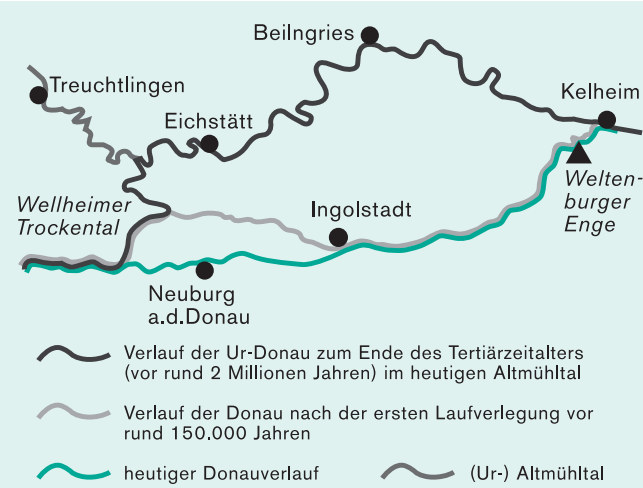 Beilngries
Treuchtlingen
Kelheim
Eichstätt
Wellheimer
Trockental
Ingolstadt
Welten-
burger
Enge
Neuburg
a.d.Donau
Verlauf der Ur-Donau zum Ende des Tertiärzeitalters
(vor rund 2 Millionen Jahren) im heutigen Altmühltal
Verlauf der Donau nach der ersten Laufverlegung vor
rund 150.000 Jahren
heutiger Donauverlauf
(Ur-) Altmühltal